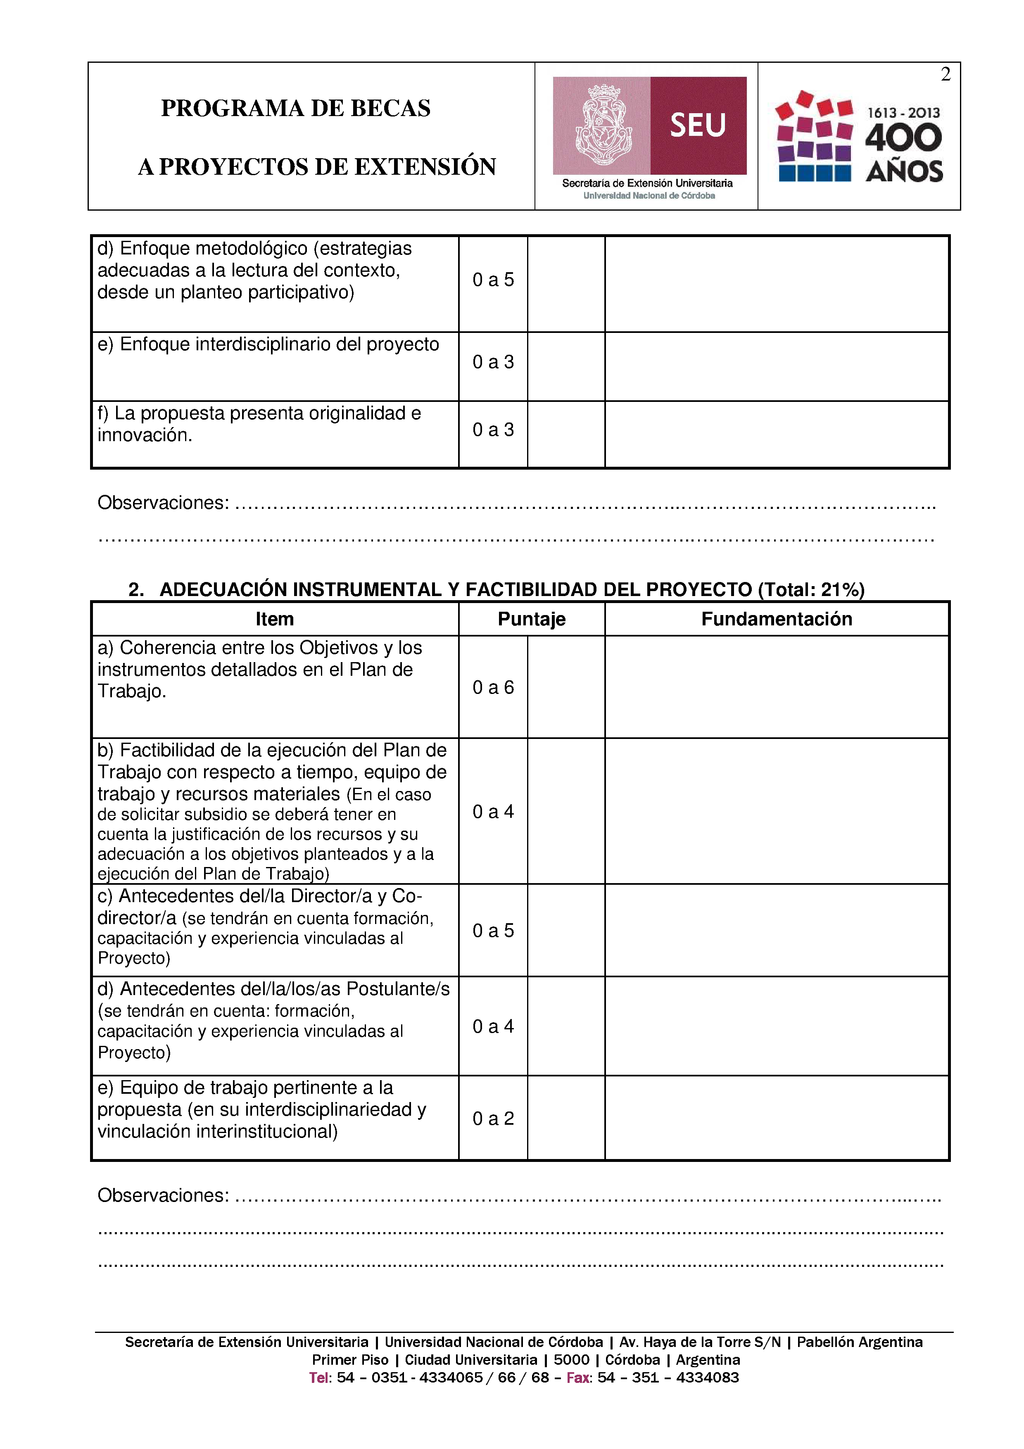 2
PROGRAMA DE BECAS
A PROYECTOS DE EXTENSIÓN
SEU
Secretaría de Extensión Universitaria
Universidad Nacional de Córdoba
1613 - 2013
400
AÑOS
d) Enfoque metodológico (estrategias
adecuadas a la lectura del contexto,
desde un planteo participativo)
0 a 5
e) Enfoque interdisciplinario del proyecto
0 a 3
f) La propuesta presenta originalidad e
innovación.
0 a 3
Observaciones: ……………………………………………………………..…………………………………..
…………………………………………………………………………………..…………………………………
2. ADECUACIÓN INSTRUMENTAL Y FACTIBILIDAD DEL PROYECTO (Total: 21%)
Item Puntaje Fundamentación
a) Coherencia entre los Objetivos y los
instrumentos detallados en el Plan de
Trabajo.
0 a 6
b) Factibilidad de la ejecución del Plan de
Trabajo con respecto a tiempo, equipo de
trabajo y recursos materiales (En el caso
de solicitar subsidio se deberá tener en
cuenta la justificación de los recursos y su
adecuación a los objetivos planteados y a la
ejecución del Plan de Trabajo)
0 a 4
c) Antecedentes del/la Director/a y Co-
director/a (se tendrán en cuenta formación,
capacitación y experiencia vinculadas al
Proyecto)
0 a 5
d) Antecedentes del/la/los/as Postulante/s
(se tendrán en cuenta: formación,
capacitación y experiencia vinculadas al
Proyecto)
0 a 4
e) Equipo de trabajo pertinente a la
propuesta (en su interdisciplinariedad y
vinculación interinstitucional)
0 a 2
Observaciones: ……………………………………………………………………………………………...…..
................................................................................................................................................................
................................................................................................................................................................
Secretaría de Extensión Universitaria | Universidad Nacional de Córdoba | Av. Haya de la Torre S/N | Pabellón Argentina
Primer Piso | Ciudad Universitaria | 5000 | Córdoba | Argentina
Tel: 54 – 0351 - 4334065 / 66 / 68 – Fax: 54 – 351 – 4334083